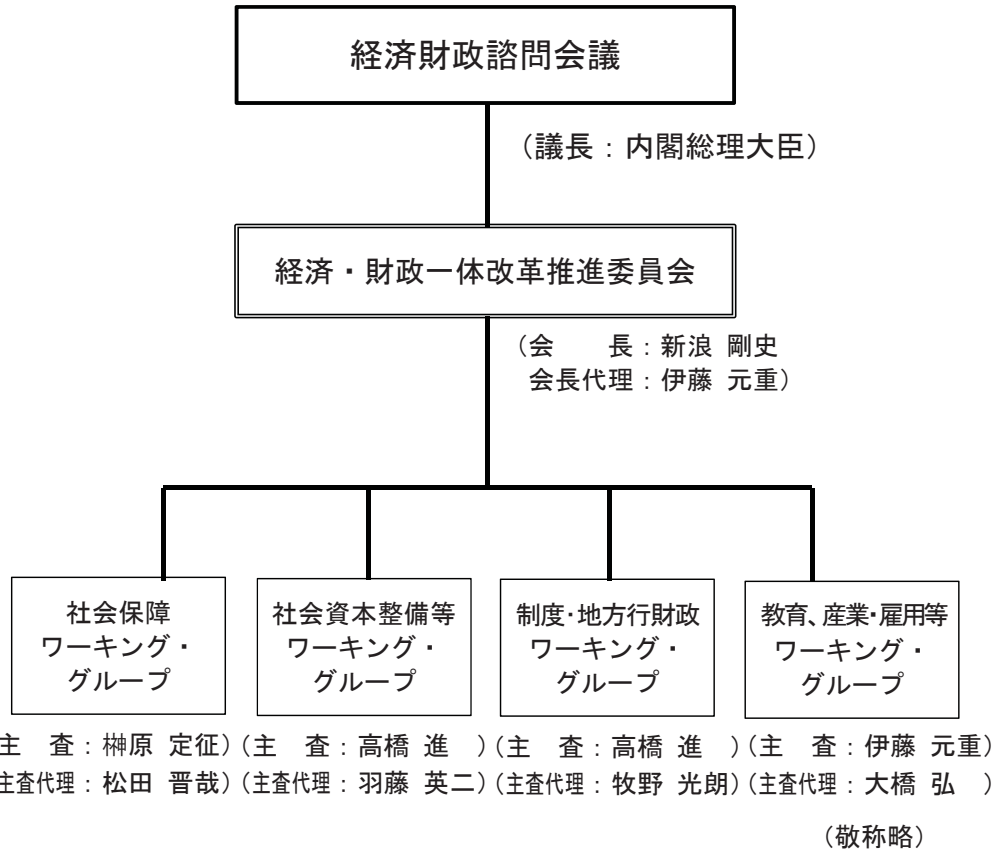 経済財政諮問会議
(議長：内閣総理大臣)
経済・財政一体改革推進委員会
(会　　長：新浪 剛史
会長代理：伊藤 元重)
社会保障
ワーキング・
グループ
社会資本整備等
ワーキング・
グループ
制度・地方行財政
ワーキング・
グループ
教育、産業・雇用等
ワーキング・
グループ
主　査：榊原 定征) (主　査：高橋 進　) (主　査：高橋 進　) (主　査：伊藤 元重)
主査代理：松田 晋哉) (主査代理：羽藤 英二) (主査代理：牧野 光朗) (主査代理：大橋 弘　)
(敬称略)